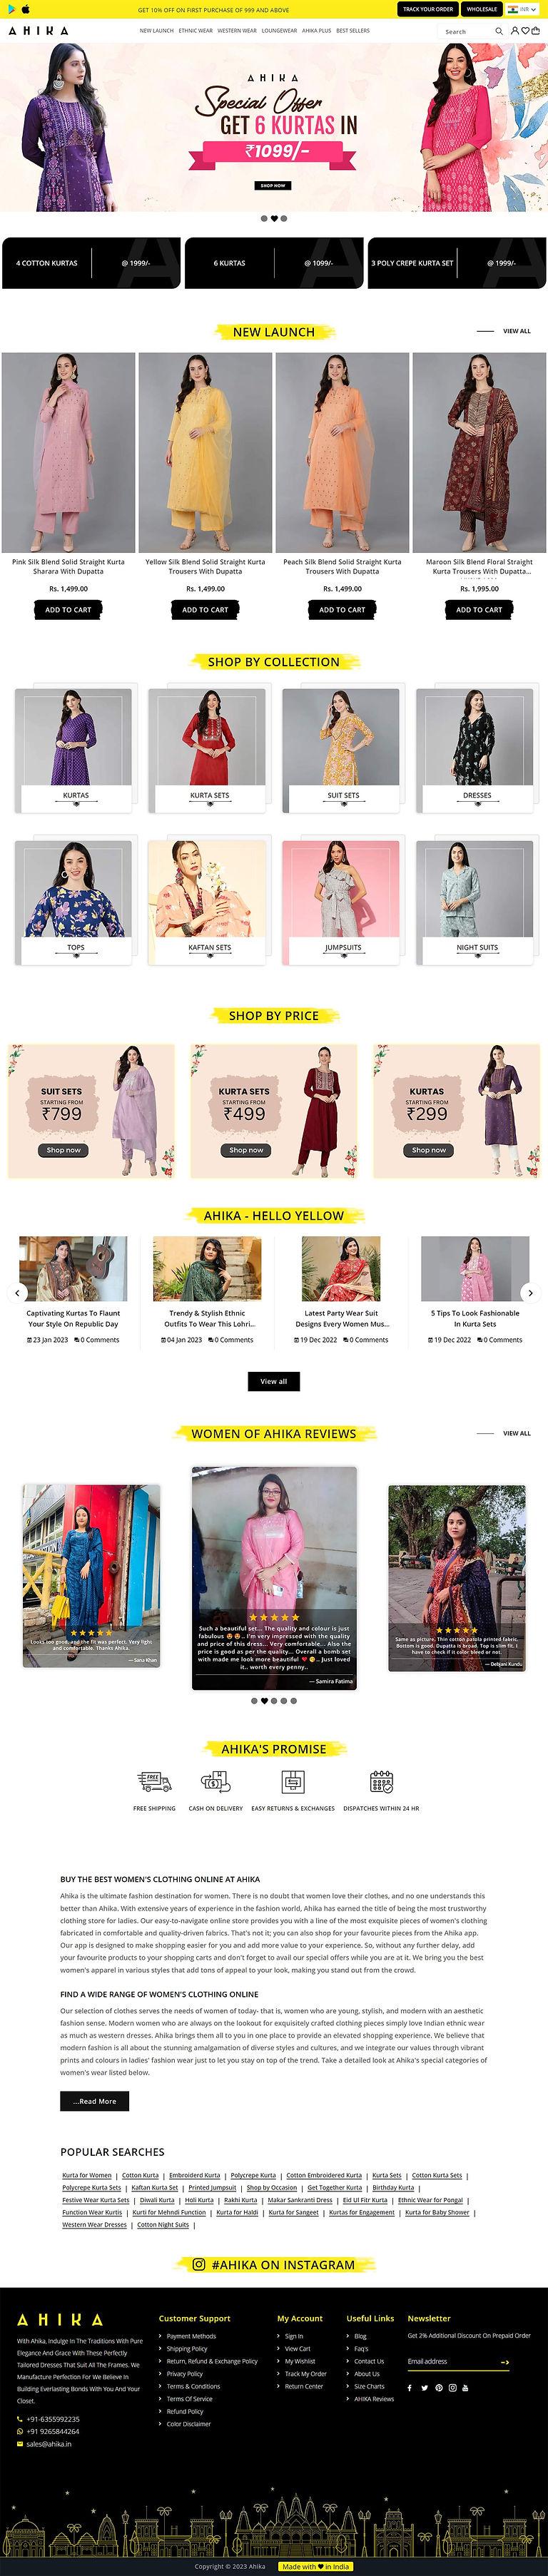 GET 10% OFF ON FIRST PURCHASE OF 999 AND ABOVE
TRACK YOUR ORDER
WHOLESALE
INR
AHIKA
NEW LAUNCH ETHNIC WEAR WESTERN WEAR LOUNGEWEAR AHIKA PLUS BEST SELLERS
Search
AHIKA
Special Offer
GET 6 KURTAS IN
₹1099/-
SHOP NOW
4 COTTON KURTAS @ 1999/-
6 KURTAS @ 1099/-
3 POLY CREPE KURTA SET @ 1999/-
NEW LAUNCH
VIEW ALL
Pink Silk Blend Solid Straight Kurta
Sharara With Dupatta
Rs. 1,499.00
ADD TO CART
Yellow Silk Blend Solid Straight Kurta
Trousers With Dupatta
Rs. 1,499.00
ADD TO CART
Peach Silk Blend Solid Straight Kurta
Trousers With Dupatta
Rs. 1,499.00
ADD TO CART
Maroon Silk Blend Floral Straight
Kurta Trousers With Dupatta...
Rs. 1,995.00
ADD TO CART
SHOP BY COLLECTION
KURTAS
KURTA SETS
SUIT SETS
DRESSES
TOPS
KAFTAN SETS
JUMPSUITS
NIGHT SUITS
SHOP BY PRICE
SUIT SETS
STARTING FROM
₹799
Shop now
KURTA SETS
STARTING FROM
₹499
Shop now
KURTAS
STARTING FROM
₹299
Shop now
AHIKA - HELLO YELLOW
Captivating Kurtas To Flaunt
Your Style On Republic Day
23 Jan 2023 0 Comments
Trendy & Stylish Ethnic
Outfits To Wear This Lohri...
04 Jan 2023 0 Comments
Latest Party Wear Suit
Designs Every Women Mus...
19 Dec 2022 0 Comments
5 Tips To Look Fashionable
In Kurta Sets
19 Dec 2022 0 Comments
View all
WOMEN OF AHIKA REVIEWS
VIEW ALL
Looks too good, and the fit was perfect. Very light
and comfortable. Thanks Ahika.
— Sana Khan
Such a beautiful set... The quality and colour is just
fabulous 😍😍.. I'm very impressed with the quality
and price of this dress... Very comfortable... Also the
price is good as per the quality... Overall a bomb set
with made me look more beautiful ❤️😘.. Just loved
it.. worth every penny..
— Samira Fatima
Same as picture. Thin cotton patola printed fabric.
Bottom is good. Dupatta is broad. Top is slim fit. I
have to check if it color bleed or not.
— Debjani Kundu
AHIKA'S PROMISE
FREE
FREE SHIPPING
CASH ON DELIVERY
EASY RETURNS & EXCHANGES
DISPATCHES WITHIN 24 HR
BUY THE BEST WOMEN'S CLOTHING ONLINE AT AHIKA
Ahika is the ultimate fashion destination for women. There is no doubt that women love their clothes, and no one understands this
better than Ahika. With extensive years of experience in the fashion world, Ahika has earned the title of being the most trustworthy
clothing store for ladies. Our easy-to-navigate online store provides you with a line of the most exquisite pieces of women's clothing
fabricated in comfortable and quality-driven fabrics. That's not it; you can also shop for your favourite pieces from the Ahika app.
Our app is designed to make shopping easier for you and add more value to your experience. So, without any further delay, add
your favourite products to your shopping carts and don't forget to avail our special offers while you are at it. We bring you the best
women's apparel in various styles that add tons of appeal to your look, making you stand out from the crowd.
FIND A WIDE RANGE OF WOMEN'S CLOTHING ONLINE
Our selection of clothes serves the needs of women of today- that is, women who are young, stylish, and modern with an aesthetic
fashion sense. Modern women who are always on the lookout for exquisitely crafted clothing pieces simply love Indian ethnic wear
as much as western dresses. Ahika brings them all to you in one place to provide an elevated shopping experience. We believe that
modern fashion is all about the stunning amalgamation of diverse styles and cultures, and we integrate our values through vibrant
prints and colours in ladies' fashion wear just to let you stay on top of the trend. Take a detailed look at Ahika's special categories of
women's wear listed below.
...Read More
POPULAR SEARCHES
Kurta for Women | Cotton Kurta | Embroiderd Kurta | Polycrepe Kurta | Cotton Embroidered Kurta | Kurta Sets | Cotton Kurta Sets |
Polycrepe Kurta Sets | Kaftan Kurta Set | Printed Jumpsuit | Shop by Occasion | Get Together Kurta | Birthday Kurta |
Festive Wear Kurta Sets | Diwali Kurta | Holi Kurta | Rakhi Kurta | Makar Sankranti Dress | Eid Ul Fitr Kurta | Ethnic Wear for Pongal |
Function Wear Kurtis | Kurti for Mehndi Function | Kurta for Haldi | Kurta for Sangeet | Kurtas for Engagement | Kurta for Baby Shower |
Western Wear Dresses | Cotton Night Suits |
#AHIKA ON INSTAGRAM
AHIKA
With Ahika, Indulge In The Traditions With Pure
Elegance And Grace With These Perfectly
Tailored Dresses That Suit All The Frames. We
Manufacture Perfection For We Believe In
Building Everlasting Bonds With You And Your
Closet.
+91-6355992235
+91 9265844264
sales@ahika.in
Customer Support
Payment Methods
Shipping Policy
Return, Refund & Exchange Policy
Privacy Policy
Terms & Conditions
Terms Of Service
Refund Policy
Color Disclaimer
My Account
Sign In
View Cart
My Wishlist
Track My Order
Return Center
Useful Links
Blog
Faq's
Contact Us
About Us
Size Charts
AHIKA Reviews
Newsletter
Get 2% Additional Discount On Prepaid Order
Email address
Copyright © 2023 Ahika
Made with ♥ in India